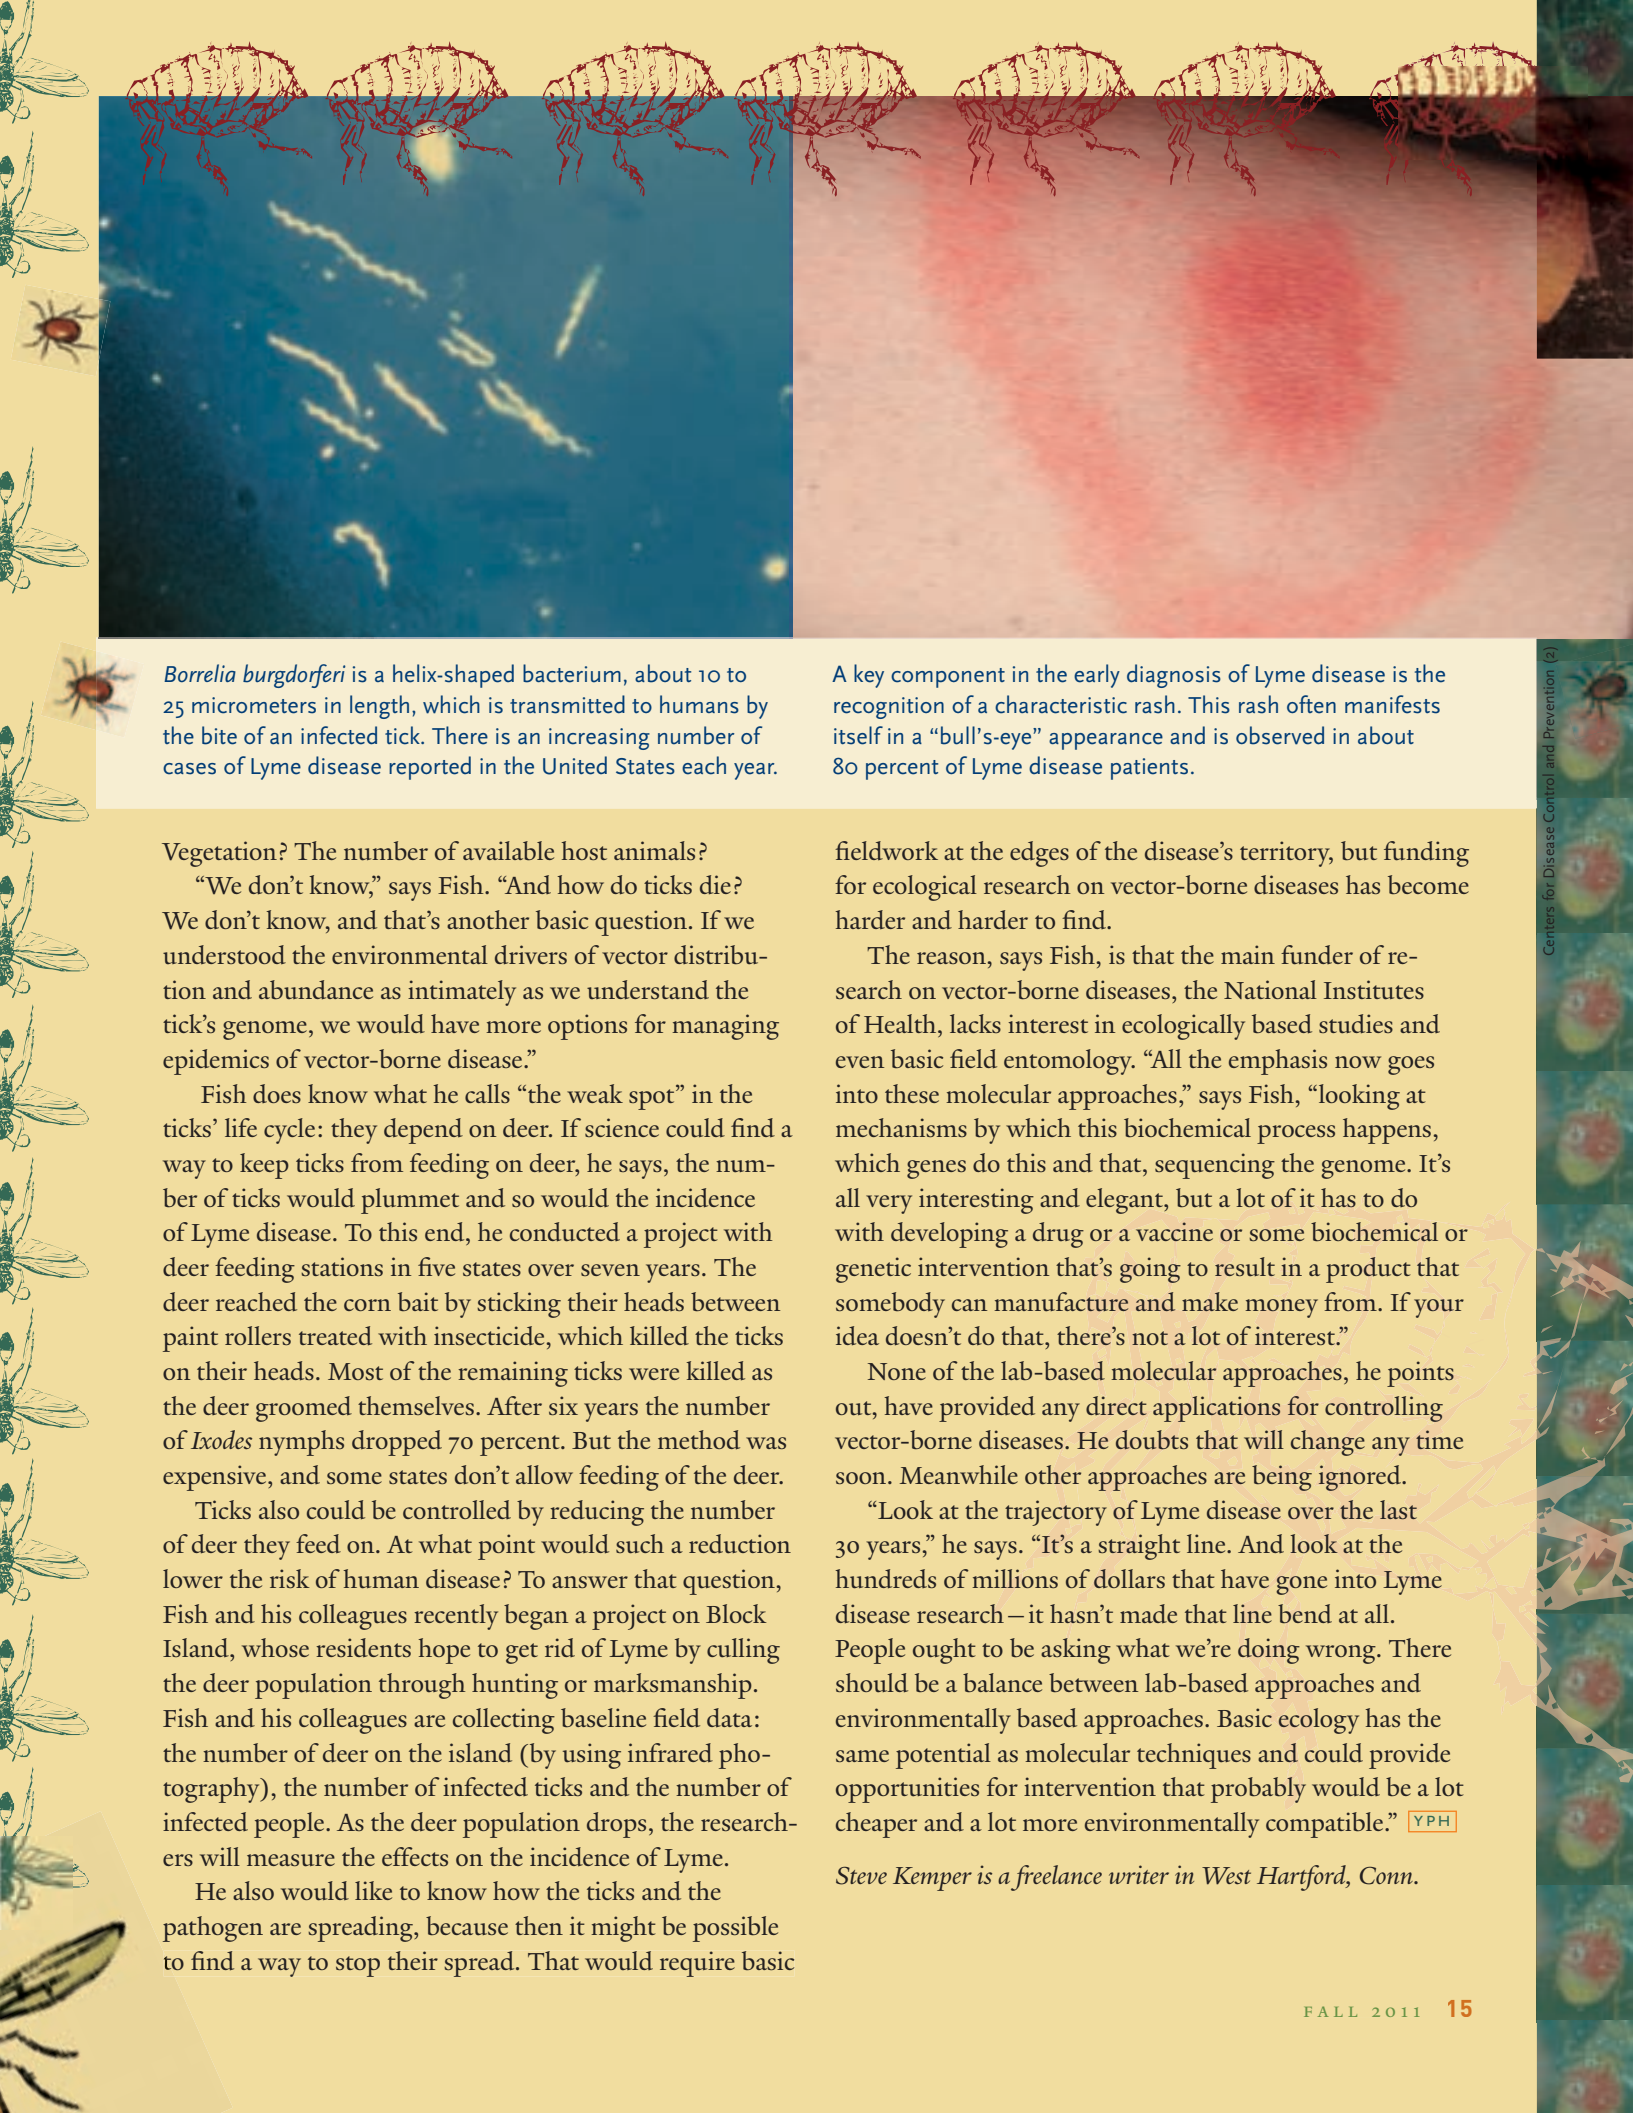 Borrelia burgdorferi is a helix-shaped bacterium, about 10 to
25 micrometers in length, which is transmitted to humans by
the bite of an infected tick. There is an increasing number of
cases of Lyme disease reported in the United States each year.
A key component in the early diagnosis of Lyme disease is the
recognition of a characteristic rash. This rash often manifests
itself in a “bull’s-eye” appearance and is observed in about
80 percent of Lyme disease patients.
Centers for Disease Control and Prevention (2)
Vegetation? The number of available host animals?
“We don’t know,” says Fish. “And how do ticks die?
We don’t know, and that’s another basic question. If we
understood the environmental drivers of vector distribu-
tion and abundance as intimately as we understand the
tick’s genome, we would have more options for managing
epidemics of vector-borne disease.”
Fish does know what he calls “the weak spot” in the
ticks’ life cycle: they depend on deer. If science could find a
way to keep ticks from feeding on deer, he says, the num-
ber of ticks would plummet and so would the incidence
of Lyme disease. To this end, he conducted a project with
deer feeding stations in five states over seven years. The
deer reached the corn bait by sticking their heads between
paint rollers treated with insecticide, which killed the ticks
on their heads. Most of the remaining ticks were killed as
the deer groomed themselves. After six years the number
of Ixodes nymphs dropped 70 percent. But the method was
expensive, and some states don’t allow feeding of the deer.
Ticks also could be controlled by reducing the number
of deer they feed on. At what point would such a reduction
lower the risk of human disease? To answer that question,
Fish and his colleagues recently began a project on Block
Island, whose residents hope to get rid of Lyme by culling
the deer population through hunting or marksmanship.
Fish and his colleagues are collecting baseline field data:
the number of deer on the island (by using infrared pho-
tography), the number of infected ticks and the number of
infected people. As the deer population drops, the research-
ers will measure the effects on the incidence of Lyme.
He also would like to know how the ticks and the
pathogen are spreading, because then it might be possible
to find a way to stop their spread. That would require basic
fieldwork at the edges of the disease’s territory, but funding
for ecological research on vector-borne diseases has become
harder and harder to find.
The reason, says Fish, is that the main funder of re-
search on vector-borne diseases, the National Institutes
of Health, lacks interest in ecologically based studies and
even basic field entomology. “All the emphasis now goes
into these molecular approaches,” says Fish, “looking at
mechanisms by which this biochemical process happens,
which genes do this and that, sequencing the genome. It’s
all very interesting and elegant, but a lot of it has to do
with developing a drug or a vaccine or some biochemical or
genetic intervention that’s going to result in a product that
somebody can manufacture and make money from. If your
idea doesn’t do that, there’s not a lot of interest.”
None of the lab-based molecular approaches, he points
out, have provided any direct applications for controlling
vector-borne diseases. He doubts that will change any time
soon. Meanwhile other approaches are being ignored.
“Look at the trajectory of Lyme disease over the last
30 years,” he says. “It’s a straight line. And look at the
hundreds of millions of dollars that have gone into Lyme
disease research—it hasn’t made that line bend at all.
People ought to be asking what we’re doing wrong. There
should be a balance between lab-based approaches and
environmentally based approaches. Basic ecology has the
same potential as molecular techniques and could provide
opportunities for intervention that probably would be a lot
cheaper and a lot more environmentally compatible.” YPH
Steve Kemper is a freelance writer in West Hartford, Conn.
FALL 2011 15